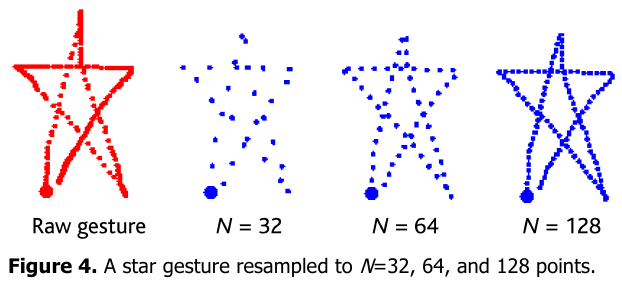 Raw gesture N = 32 N = 64 N = 128
Figure 4. A star gesture resampled to N=32, 64, and 128 points.